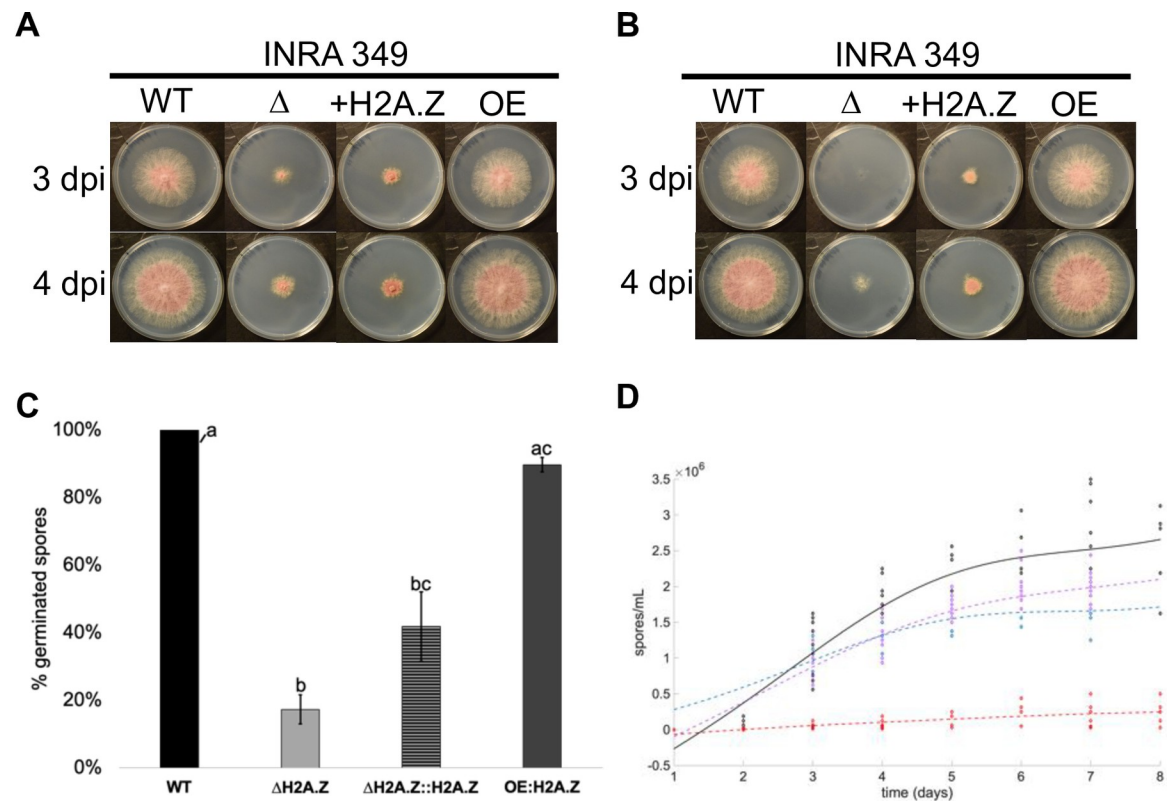 A
INRA 349
WT Δ +H2A.Z OE
3 dpi
4 dpi
B
INRA 349
WT Δ +H2A.Z OE
3 dpi
4 dpi
C
% germinated spores
100%
80%
60%
40%
20%
0%
a
b
bc
ac
WT ΔH2A.Z ΔH2A.Z::H2A.Z OE:H2A.Z
D
×10⁶
spores/mL
3.5
3
2.5
2
1.5
1
0.5
0
-0.5
1 2 3 4 5 6 7 8
time (days)